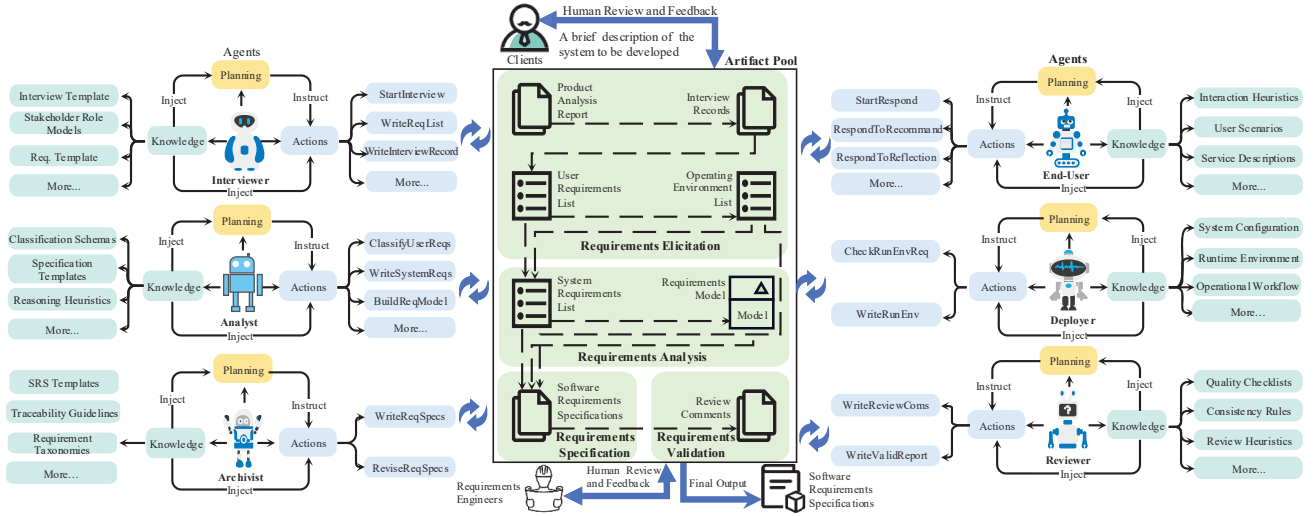 Human Review and Feedback
A brief description of the
system to be developed
Clients
Artifact Pool
Agents
Planning
Inject
Instruct
Interview Template
Stakeholder Role
Models
Req. Template
More...
Knowledge
Actions
Interviewer
Inject
StartInterview
WriteReqList
WriteInterviewRecord
More...
Planning
Inject
Instruct
Classification Schemas
Specification
Templates
Reasoning Heuristics
More...
Knowledge
Actions
Analyst
Inject
ClassifyUserReqs
WriteSystemReqs
BuildReqModel
More...
Planning
Inject
Instruct
SRS Templates
Traceability Guidelines
Requirement
Taxonomies
More...
Knowledge
Actions
Archivist
Inject
WriteReqSpecs
ReviseReqSpecs
Product
Analysis
Report
Interview
Records
User
Requirements
List
Operating
Environment
List
Requirements Elicitation
System
Requirements
List
Requirements
Model
Model
Requirements Analysis
Software
Requirements
Specifications
Requirements
Specification
Review
Comments
Requirements
Validation
Requirements
Engineers
Human Review
and Feedback
Final Output
Software
Requirements
Specifications
Agents
Planning
Instruct
Inject
StartRespond
RespondToRecommand
RespondToReflection
More...
Actions
Knowledge
End-User
Inject
Interaction Heuristics
User Scenarios
Service Descriptions
More...
Planning
Instruct
Inject
CheckRunEnvReq
WriteRunEnv
Actions
Knowledge
Deployer
Inject
System Configuration
Runtime Environment
Operational Workflow
More...
Planning
Instruct
Inject
WriteReviewComs
WriteValidReport
Actions
Knowledge
?
Reviewer
Inject
Quality Checklists
Consistency Rules
Review Heuristics
More...